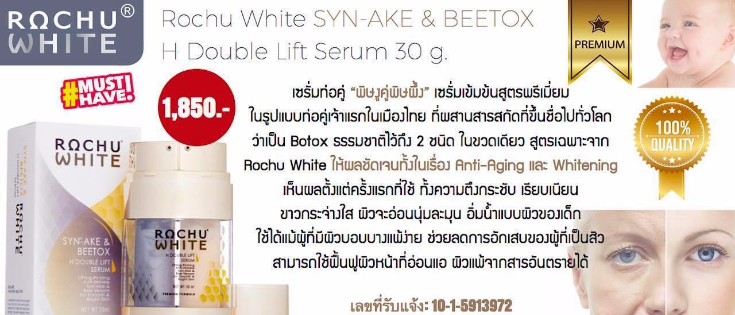 ROCHU®
WHITE
Rochu White SYN-AKE & BEETOX
H Double Lift Serum 30 g.
PREMIUM
#MUST
HAVE!
1,850.-
เซรั่มท่อคู่ “พิษงูคู่พิษผึ้ง” เซรั่มเข้มข้นสูตรพรีเมี่ยม
ในรูปแบบท่อคู่เจ้าแรกในเมืองไทย ที่ผสานสารสกัดที่ขึ้นชื่อไปทั่วโลก
ว่าเป็น Botox ธรรมชาติไว้ถึง 2 ชนิด ในขวดเดียว สูตรเฉพาะจาก
Rochu White ให้ผลชัดเจนทั้งในเรื่อง Anti-Aging และ Whitening
เห็นผลตั้งแต่ครั้งแรกที่ใช้ ทั้งความตึงกระชับ เรียบเนียน
ขาวกระจ่างใส ผิวจะอ่อนนุ่มละมุน อิ่มน้ำแบบผิวของเด็ก
ใช้ได้แม้ผู้ที่มีผิวบอบบางแพ้ง่าย ช่วยลดการอักเสบของผู้ที่เป็นสิว
สามารถใช้ฟื้นฟูผิวหน้าที่อ่อนแอ ผิวแพ้จากสารอันตรายได้
เลขที่รับแจ้ง: 10-1-5913972
100%
QUALITY
ROCHU
WHITE
SYN-AKE &
BEETOX
H DOUBLE LIFT
SERUM
ROCHU
WHITE
H DOUBLE LIFT
SERUM